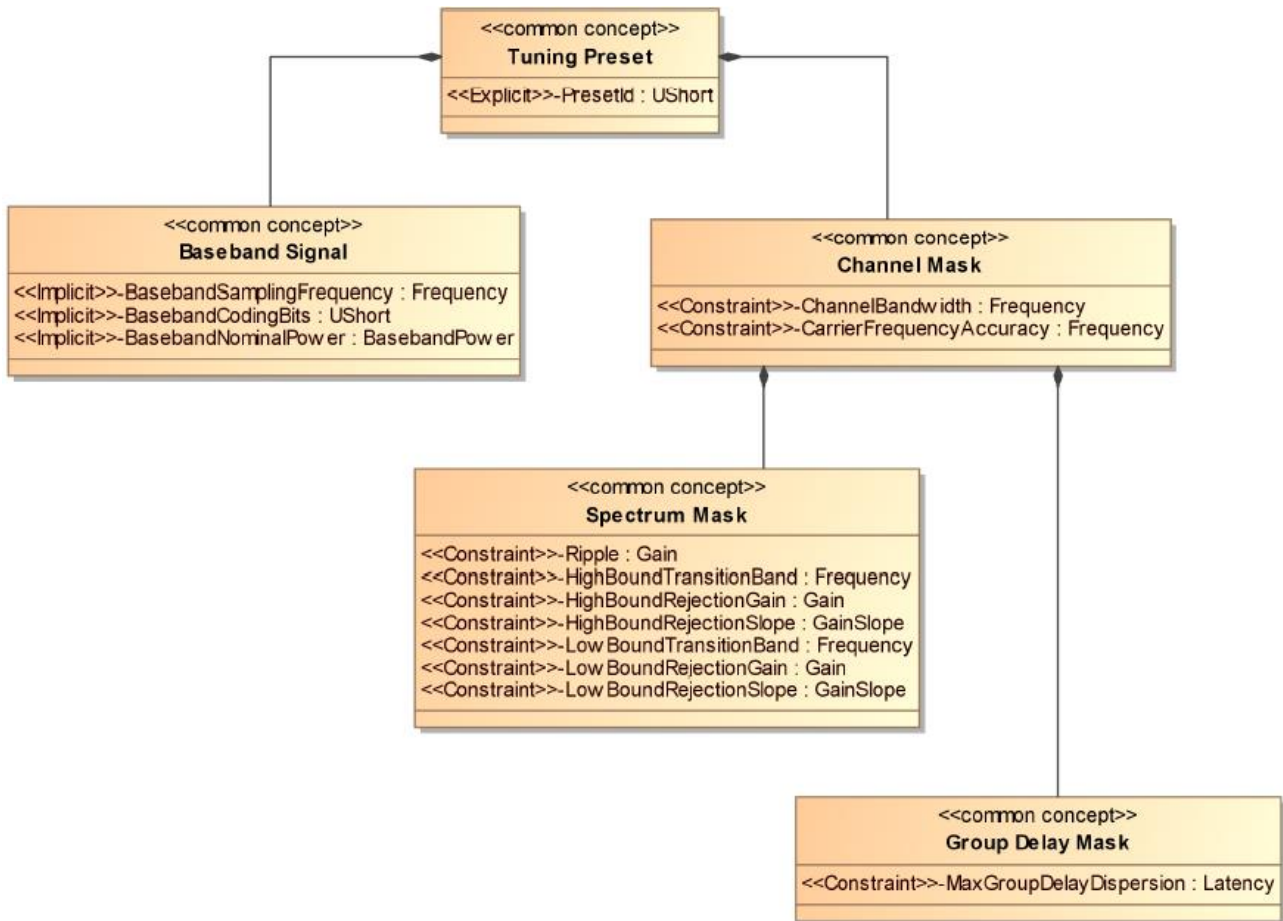 <<common concept>>
Tuning Preset
<<Explicit>>-PresetId : UShort
<<common concept>>
Baseband Signal
<<Implicit>>-BasebandSamplingFrequency : Frequency
<<Implicit>>-BasebandCodingBits : UShort
<<Implicit>>-BasebandNominalPower : BasebandPower
<<common concept>>
Channel Mask
<<Constraint>>-ChannelBandwidth : Frequency
<<Constraint>>-CarrierFrequencyAccuracy : Frequency
<<common concept>>
Spectrum Mask
<<Constraint>>-Ripple : Gain
<<Constraint>>-HighBoundTransitionBand : Frequency
<<Constraint>>-HighBoundRejectionGain : Gain
<<Constraint>>-HighBoundRejectionSlope : GainSlope
<<Constraint>>-LowBoundTransitionBand : Frequency
<<Constraint>>-LowBoundRejectionGain : Gain
<<Constraint>>-LowBoundRejectionSlope : GainSlope
<<common concept>>
Group Delay Mask
<<Constraint>>-MaxGroupDelayDispersion : Latency